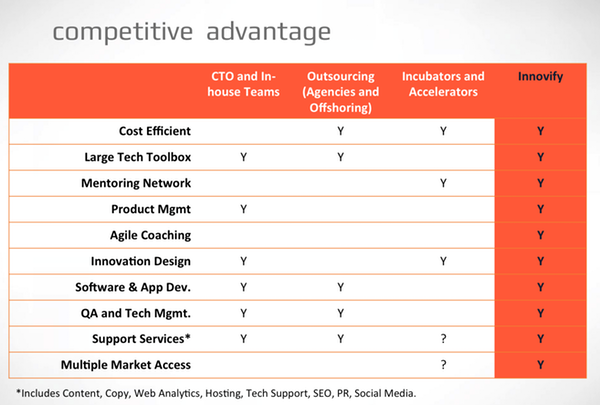 competitive advantage
CTO and In-house Teams Outsourcing (Agencies and Offshoring) Incubators and Accelerators Innovify
Cost Efficient Y Y Y
Large Tech Toolbox Y Y Y
Mentoring Network Y Y
Product Mgmt Y Y
Agile Coaching Y
Innovation Design Y Y Y
Software & App Dev. Y Y Y
QA and Tech Mgmt. Y Y Y
Support Services* Y Y ? Y
Multiple Market Access ? Y
*Includes Content, Copy, Web Analytics, Hosting, Tech Support, SEO, PR, Social Media.